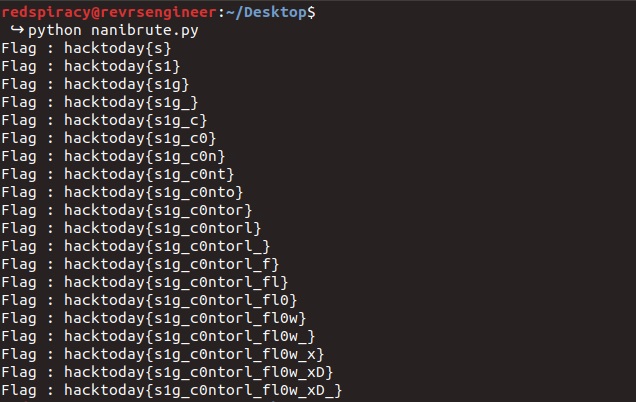 redspiracy@revrsengineer:~/Desktop$
↪python nanibrute.py
Flag : hacktoday{s}
Flag : hacktoday{s1}
Flag : hacktoday{s1g}
Flag : hacktoday{s1g_}
Flag : hacktoday{s1g_c}
Flag : hacktoday{s1g_c0}
Flag : hacktoday{s1g_c0n}
Flag : hacktoday{s1g_c0nt}
Flag : hacktoday{s1g_c0nto}
Flag : hacktoday{s1g_c0ntor}
Flag : hacktoday{s1g_c0ntorl}
Flag : hacktoday{s1g_c0ntorl_}
Flag : hacktoday{s1g_c0ntorl_f}
Flag : hacktoday{s1g_c0ntorl_fl}
Flag : hacktoday{s1g_c0ntorl_fl0}
Flag : hacktoday{s1g_c0ntorl_fl0w}
Flag : hacktoday{s1g_c0ntorl_fl0w_}
Flag : hacktoday{s1g_c0ntorl_fl0w_x}
Flag : hacktoday{s1g_c0ntorl_fl0w_xD}
Flag : hacktoday{s1g_c0ntorl_fl0w_xD_}